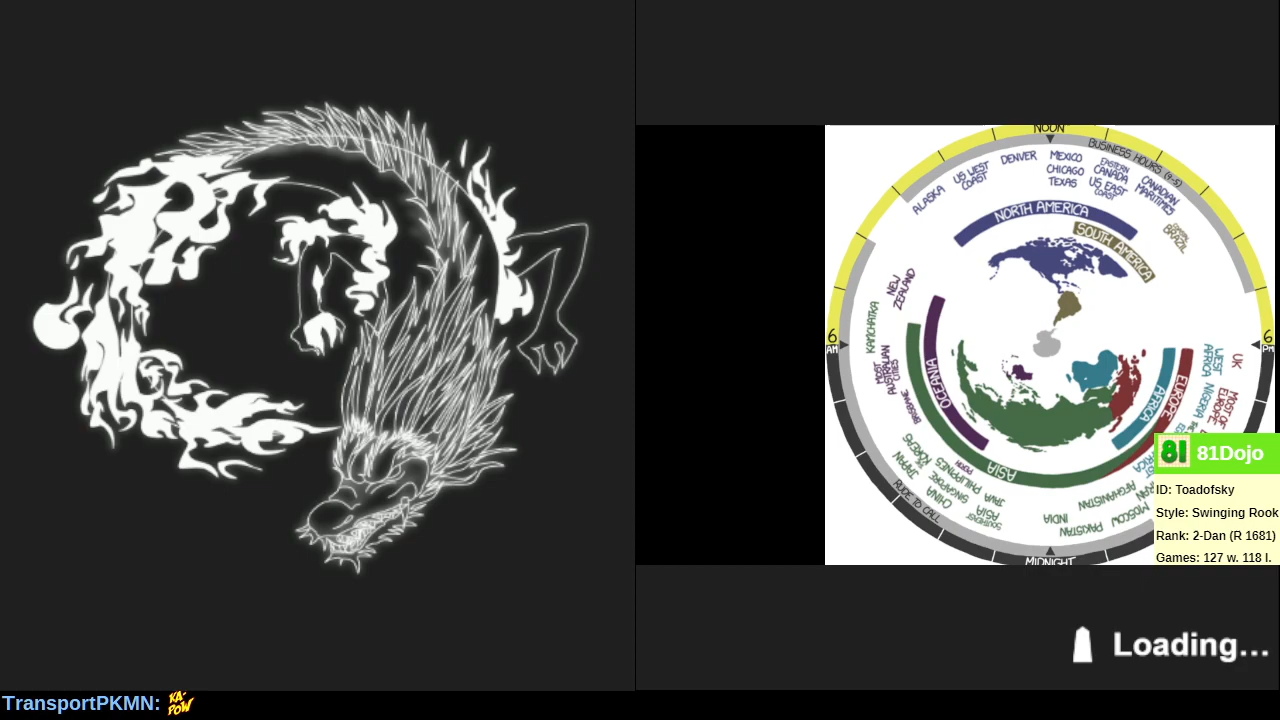 NOON
BUSINESS HOURS (9-5)
ALASKA
US WEST
COAST
DENVER
MEXICO
CHICAGO
TEXAS
EASTERN
CANADA
US EAST
COAST
CANADIAN
MARITIMES
BRAZIL
NORTH AMERICA
SOUTH AMERICA
NEW
ZEALAND
KAMCHATKA
MOST
AUSTRALIAN
CITIES
BRISBANE
OCEANIA
6
AM
6
PM
UK
WEST
AFRICA
NIGERIA
MOST OF
EUROPE
EUROPE
AFRICA
ASIA
KOREAS
JAPAN
PHILIPPINES
PERTH
SINGAPORE
CHINA
JAVA
SOUTHEAST
ASIA
INDIA
AFGHANISTAN
PAKISTAN
MOSCOW
RUDE TO CALL
MIDNIGHT
81 81Dojo
ID: Toadofsky
Style: Swinging Rook
Rank: 2-Dan (R 1681)
Games: 127 w. 118 l.
Loading...
TransportPKMN: KA-
POW